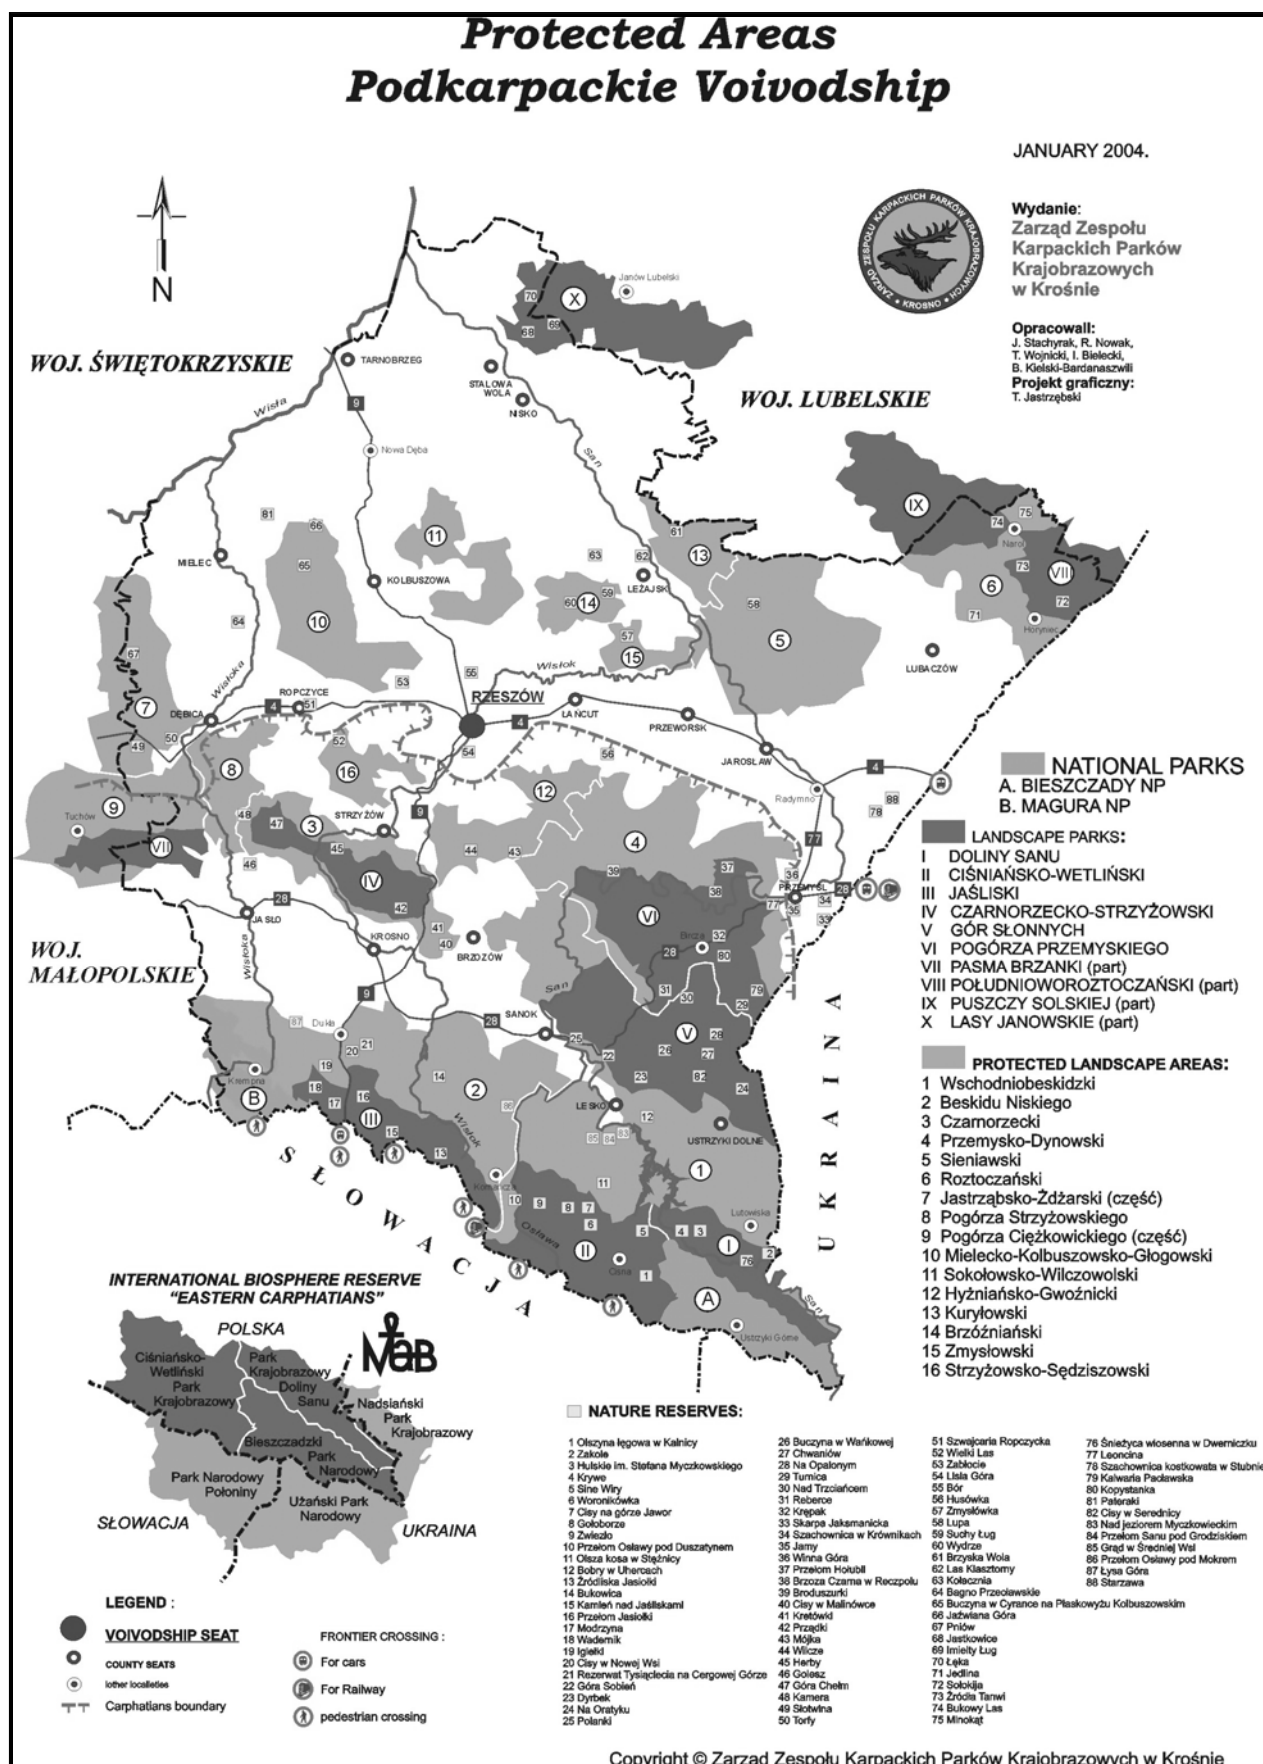 Protected Areas
Podkarpackie Voivodship
JANUARY 2004.
Wydanie:
Zarząd Zespołu
Karpackich Parków
Krajobrazowych
w Krośnie
ZARZĄD ZESPOŁU KARPACKICH PARKÓW KRAJOBRAZOWYCH
KROSNO
Opracowali:
J. Stachyrak, R. Nowak,
T. Wojnicki, I. Bielecki,
B. Kielski-Bardanaszwili
Projekt graficzny:
T. Jastrzębski
N
WOJ. ŚWIĘTOKRZYSKIE
WOJ. LUBELSKIE
WOJ.
MAŁOPOLSKIE
SŁOWACJA
UKRAINA
Janów Lubelski
TARNOBRZEG
STALOWA
WOLA
NISKO
Wisła
San
Nowa Dęba
MIELEC
KOLBUSZOWA
LEŻAJSK
Narol
Horyniec
LUBACZÓW
Wisłoka
Wisłok
ROPCZYCE
RZESZÓW
DĘBICA
ŁAŃCUT
PRZEWORSK
JAROSŁAW
Radymno
Tuchów
STRZYŻÓW
PRZEMYŚL
JASŁO
KROSNO
BRZOZÓW
Bircza
Wisłoka
San
SANOK
Dukla
Krempna
LESKO
USTRZYKI DOLNE
Wisłok
Komańcza
Lutowiska
Osława
Cisna
San
Ustrzyki Górne
NATIONAL PARKS
A. BIESZCZADY NP
B. MAGURA NP
LANDSCAPE PARKS:
I DOLINY SANU
II CIŚNIAŃSKO-WETLIŃSKI
III JAŚLISKI
IV CZARNORZECKO-STRZYŻOWSKI
V GÓR SŁONNYCH
VI POGÓRZA PRZEMYSKIEGO
VII PASMA BRZANKI (part)
VIII POŁUDNIOWOROZTOCZAŃSKI (part)
IX PUSZCZY SOLSKIEJ (part)
X LASY JANOWSKIE (part)
PROTECTED LANDSCAPE AREAS:
1 Wschodniobeskidzki
2 Beskidu Niskiego
3 Czarnorzecki
4 Przemysko-Dynowski
5 Sieniawski
6 Roztoczański
7 Jastrząbsko-Żdżarski (część)
8 Pogórza Strzyżowskiego
9 Pogórza Ciężkowickiego (część)
10 Mielecko-Kolbuszowsko-Głogowski
11 Sokołowsko-Wilczowolski
12 Hyżniańsko-Gwoźnicki
13 Kuryłowski
14 Brzóźniański
15 Zmysłowski
16 Strzyżowsko-Sędziszowski
INTERNATIONAL BIOSPHERE RESERVE
"EASTERN CARPHATIANS"
POLSKA
MaB
Ciśniańsko-
Wetliński
Park
Krajobrazowy
Park
Krajobrazowy
Doliny
Sanu
Nadsiański
Park
Krajobrazowy
Bieszczadzki
Park
Narodowy
Park Narodowy
Połoniny
Użański Park
Narodowy
SŁOWACJA
UKRAINA
LEGEND :
VOIVODSHIP SEAT
COUNTY SEATS
lother localieties
Carphatians boundary
FRONTIER CROSSING :
For cars
For Railway
pedestrian crossing
NATURE RESERVES:
1 Olszyna łęgowa w Kalnicy
2 Zakole
3 Hulskie im. Stefana Myczkowskiego
4 Krywe
5 Sine Wiry
6 Woronikówka
7 Cisy na górze Jawor
8 Gołoborze
9 Zwiezło
10 Przełom Osławy pod Duszatynem
11 Olsza kosa w Stężnicy
12 Bobry w Uhercach
13 Źródliska Jasiołki
14 Bukowica
15 Kamień nad Jaśliskami
16 Przełom Jasiołki
17 Modrzyna
18 Wadernik
19 Igiełki
20 Cisy w Nowej Wsi
21 Rezerwat Tysiąclecia na Cergowej Górze
22 Góra Sobień
23 Dyrbek
24 Na Oratyku
25 Polanki
26 Buczyna w Wańkowej
27 Chwaniów
28 Na Opalonym
29 Turnica
30 Nad Trzciańcem
31 Reberce
32 Krępak
33 Skarpa Jaksmanicka
34 Szachownica w Krównikach
35 Jamy
36 Winna Góra
37 Przełom Hołubli
38 Brzoza Czarna w Reczpolu
39 Broduszurki
40 Cisy w Malinówce
41 Kretówki
42 Prządki
43 Mójka
44 Wilcze
45 Herby
46 Golesz
47 Góra Chełm
48 Kamera
49 Słotwina
50 Torfy
51 Szwajcaria Ropczycka
52 Wielki Las
53 Zabłocie
54 Lisia Góra
55 Bór
56 Husówka
57 Zmysłówka
58 Lupa
59 Suchy Ług
60 Wydrze
61 Brzyska Wola
62 Las Klasztorny
63 Kołacznia
64 Bagno Przecławskie
65 Buczyna w Cyrance na Płaskowyżu Kolbuszowskim
66 Jaźwiana Góra
67 Pniów
68 Jastkowice
69 Imielty Ług
70 Łęka
71 Jedlina
72 Sołokija
73 Źródła Tanwi
74 Bukowy Las
75 Minokąt
76 Śnieżyca wiosenna w Dwerniczku
77 Leoncina
78 Szachownica kostkowata w Stubnie
79 Kalwaria Pacławska
80 Kopystanka
81 Pateraki
82 Cisy w Serednicy
83 Nad jeziorem Myczkowieckim
84 Przełom Sanu pod Grodziskiem
85 Grąd w Średniej Wsi
86 Przełom Osławy pod Mokrem
87 Łysa Góra
88 Starzawa
Copyright © Zarząd Zespołu Karpackich Parków Krajobrazowych w Krośnie